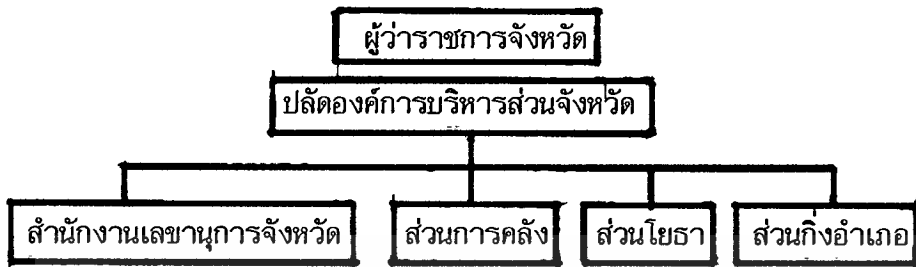 ผู้ว่าราชการจังหวัด
ปลัดองค์การบริหารส่วนจังหวัด
สำนักงานเลขานุการจังหวัด
ส่วนการคลัง
ส่วนโยธา
ส่วนกิ่งอำเภอ